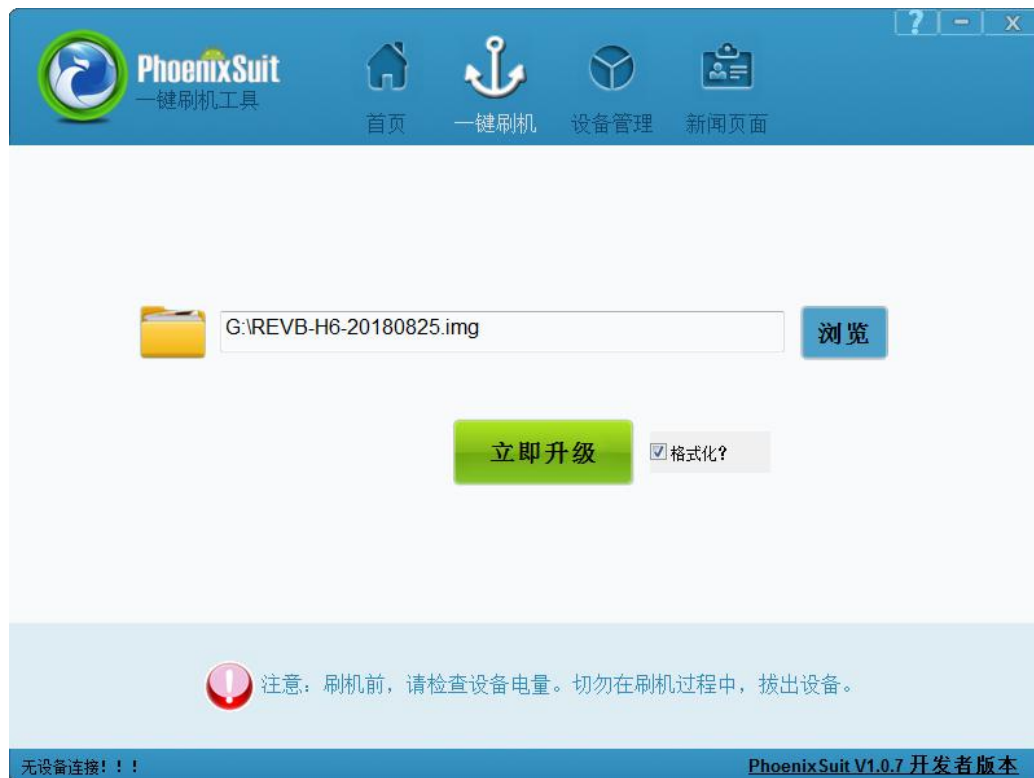 ? - X
PhoenixSuit
一键刷机工具
首页 一键刷机 设备管理 新闻页面
G:\REVB-H6-20180825.img
浏览
立即升级
格式化?
注意：刷机前，请检查设备电量。切勿在刷机过程中，拔出设备。
无设备连接！！！
PhoenixSuit V1.0.7 开发者版本